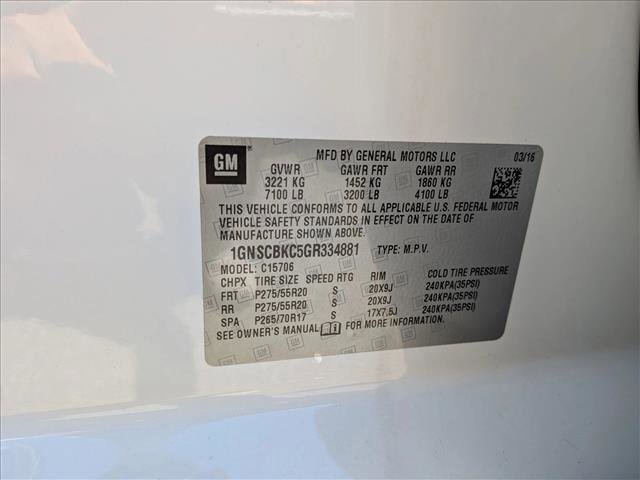 GM
MFD BY GENERAL MOTORS LLC 03/16
GVWR GAWR FRT GAWR RR
3221 KG 1452 KG 1860 KG
7100 LB 3200 LB 4100 LB
THIS VEHICLE CONFORMS TO ALL APPLICABLE U.S. FEDERAL MOTOR
VEHICLE SAFETY STANDARDS IN EFFECT ON THE DATE OF
MANUFACTURE SHOWN ABOVE.
1GNSCBKC5GR334881 TYPE: M.P.V.
MODEL: C15706
CHPX TIRE SIZE SPEED RTG RIM COLD TIRE PRESSURE
FRT P275/55R20 S 20X9J 240KPA(35PSI)
RR P275/55R20 S 20X9J 240KPA(35PSI)
SPA P265/70R17 S 17X7.5J 240KPA(35PSI)
SEE OWNER'S MANUAL FOR MORE INFORMATION.